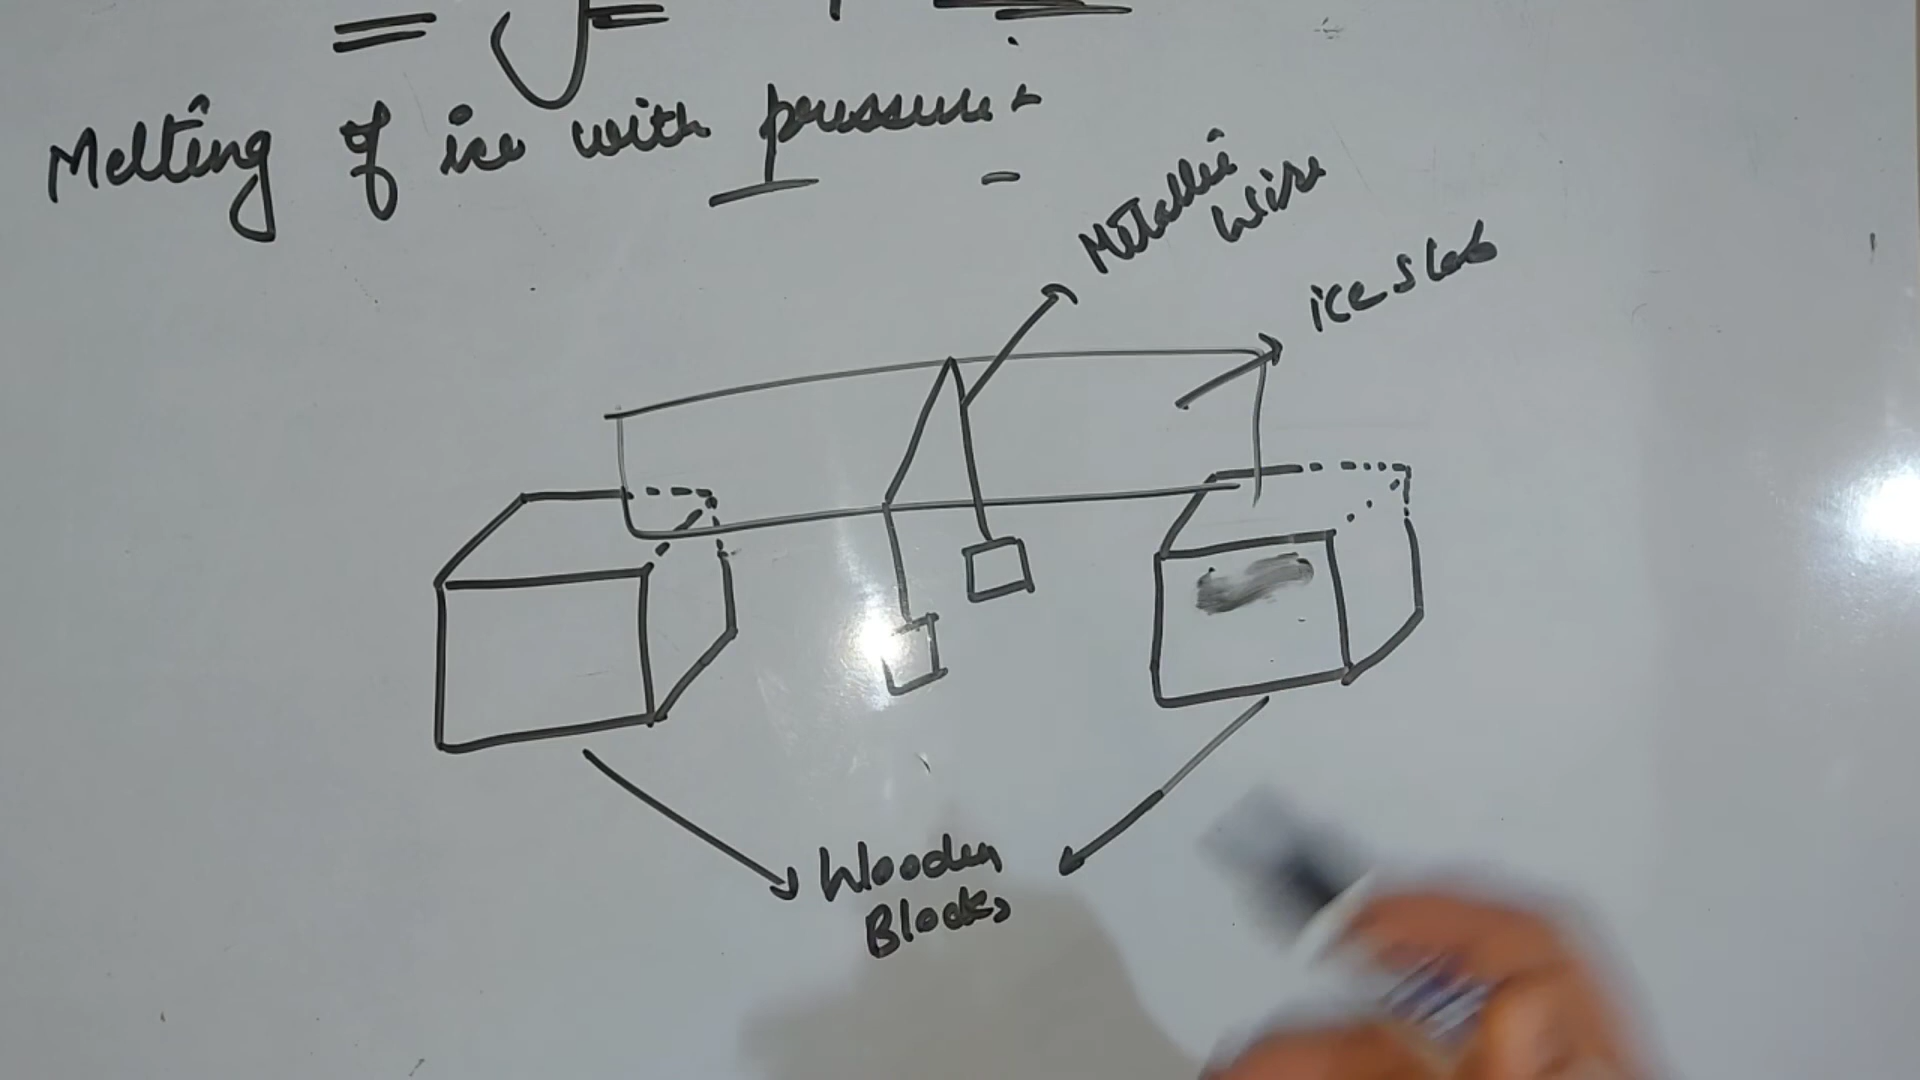 Melting of ice with pressure:-
Metallic
wire
ice slab
Wooden
Blocks